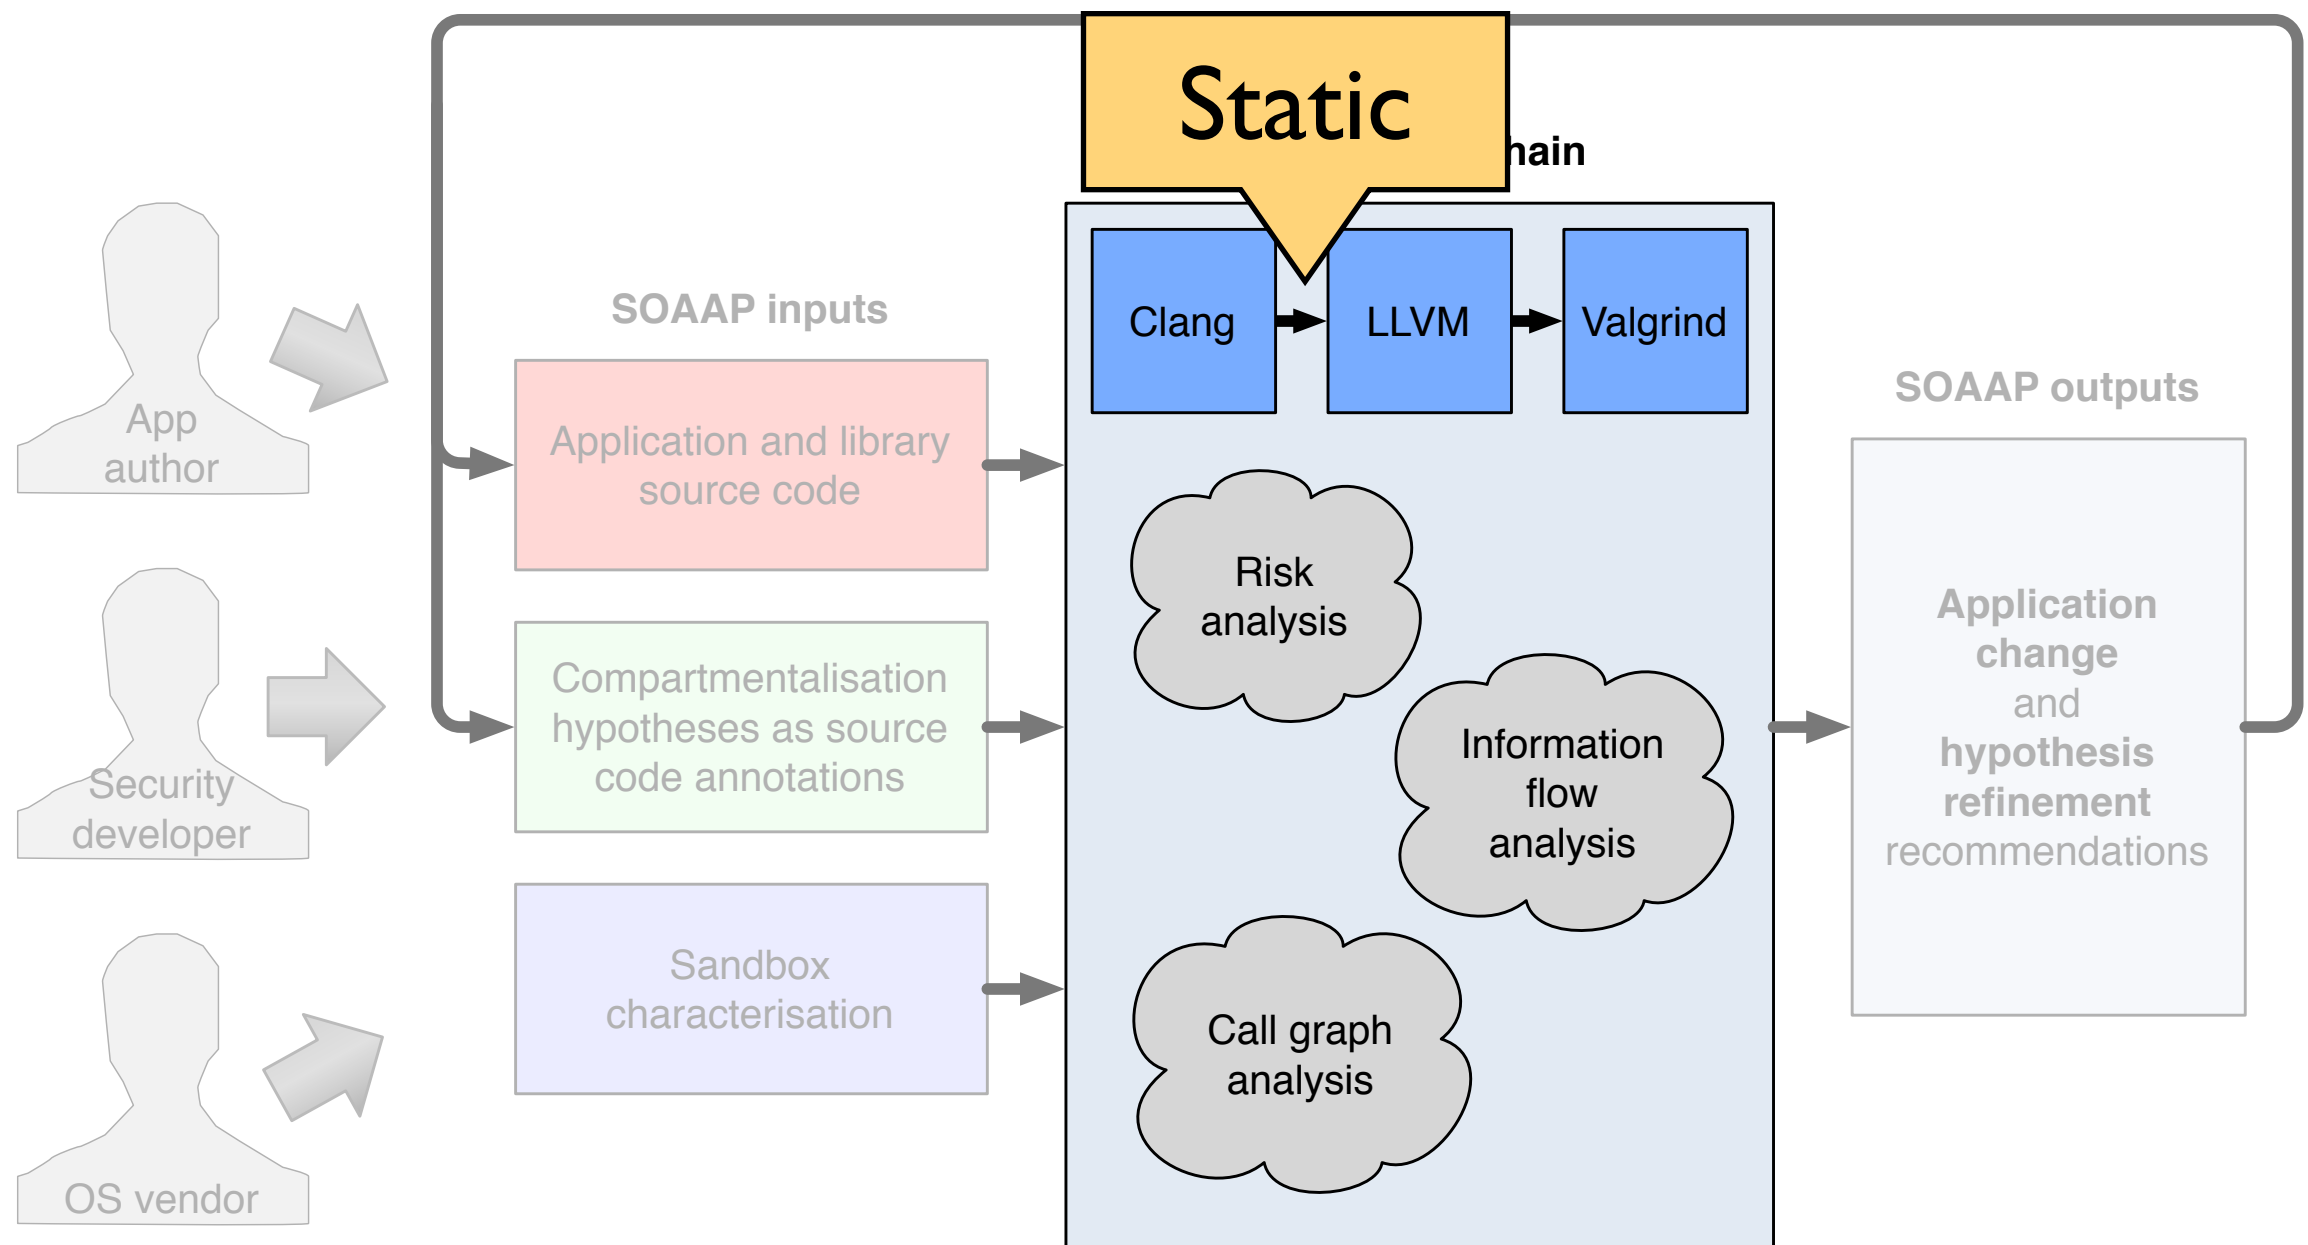 Static
hain
SOAAP inputs
Clang
LLVM
Valgrind
SOAAP outputs
App
author
Application and library
source code
Risk
analysis
Security
developer
Compartmentalisation
hypotheses as source
code annotations
Information
flow
analysis
Application
change
and
hypothesis
refinement
recommendations
Sandbox
characterisation
Call graph
analysis
OS vendor